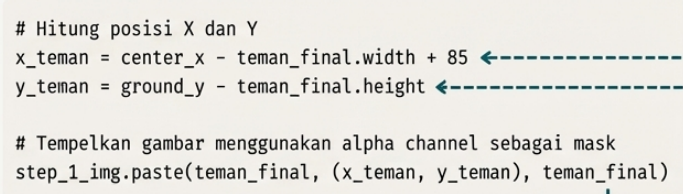 # Hitung posisi X dan Y
x_teman = center_x - teman_final.width + 85
y_teman = ground_y - teman_final.height
# Tempelkan gambar menggunakan alpha channel sebagai mask
step_1_img.paste(teman_final, (x_teman, y_teman), teman_final)